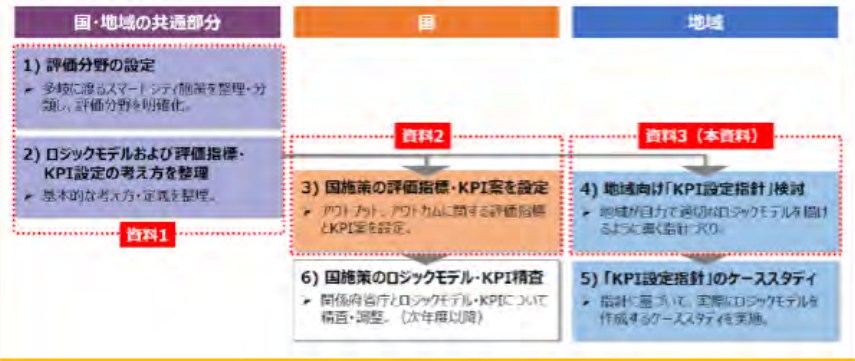 国・地域の共通部分
国
地域
1) 評価分野の設定
➤ 多岐に渡るスマートシティ施策を整理・分
類し、評価分野を明確化。
2) ロジックモデルおよび評価指標・
KPI設定の考え方を整理
➤ 基本的な考え方・定義を整理。
資料1
資料2
3) 国施策の評価指標・KPI案を設定
➤ アウトプット、アウトカムに関する評価指標
とKPI案を設定。
6) 国施策のロジックモデル・KPI精査
➤ 関係府省庁とロジックモデル・KPIについて
精査・調整。（次年度以降）
資料3（本資料）
4) 地域向け「KPI設定指針」検討
➤ 地域が自力で適切なロジックモデルを描け
るように導く指針づくり。
5) 「KPI設定指針」のケーススタディ
➤ 指針に基づいて、実際にロジックモデルを
作成するケーススタディを実施。